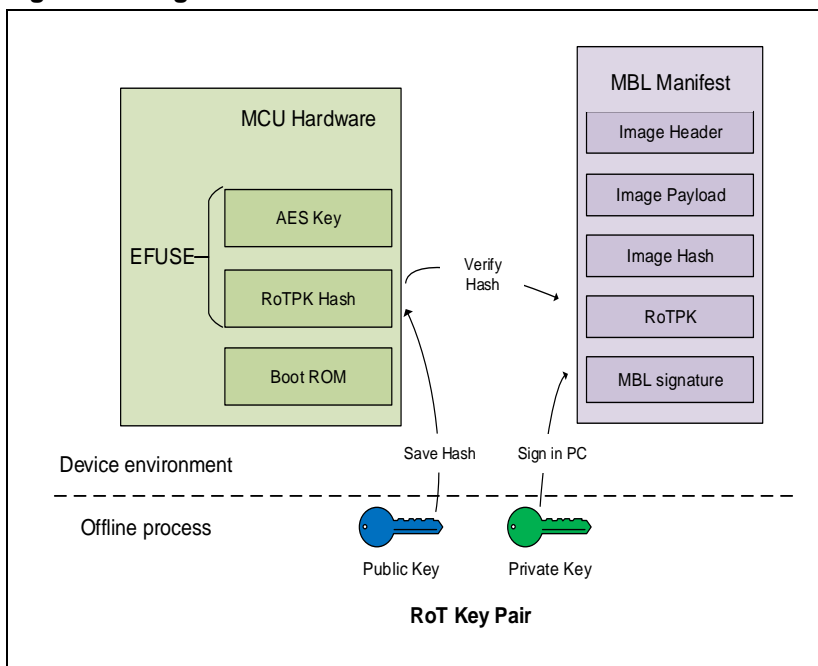 MCU Hardware
EFUSE
AES Key
RoTPK Hash
Boot ROM
Verify
Hash
MBL Manifest
Image Header
Image Payload
Image Hash
RoTPK
MBL signature
Save Hash
Sign in PC
Device environment
Offline process
Public Key
Private Key
RoT Key Pair